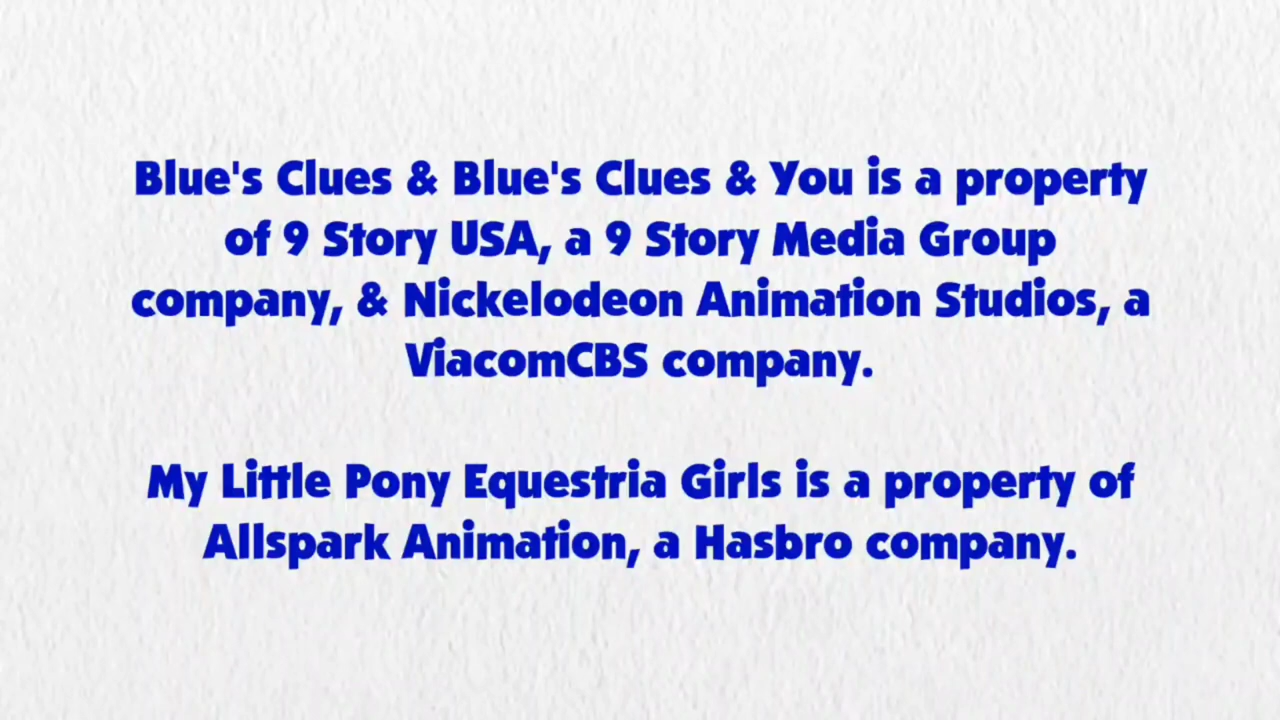 Blue's Clues & Blue's Clues & You is a property
of 9 Story USA, a 9 Story Media Group
company, & Nickelodeon Animation Studios, a
ViacomCBS company.
My Little Pony Equestria Girls is a property of
Allspark Animation, a Hasbro company.